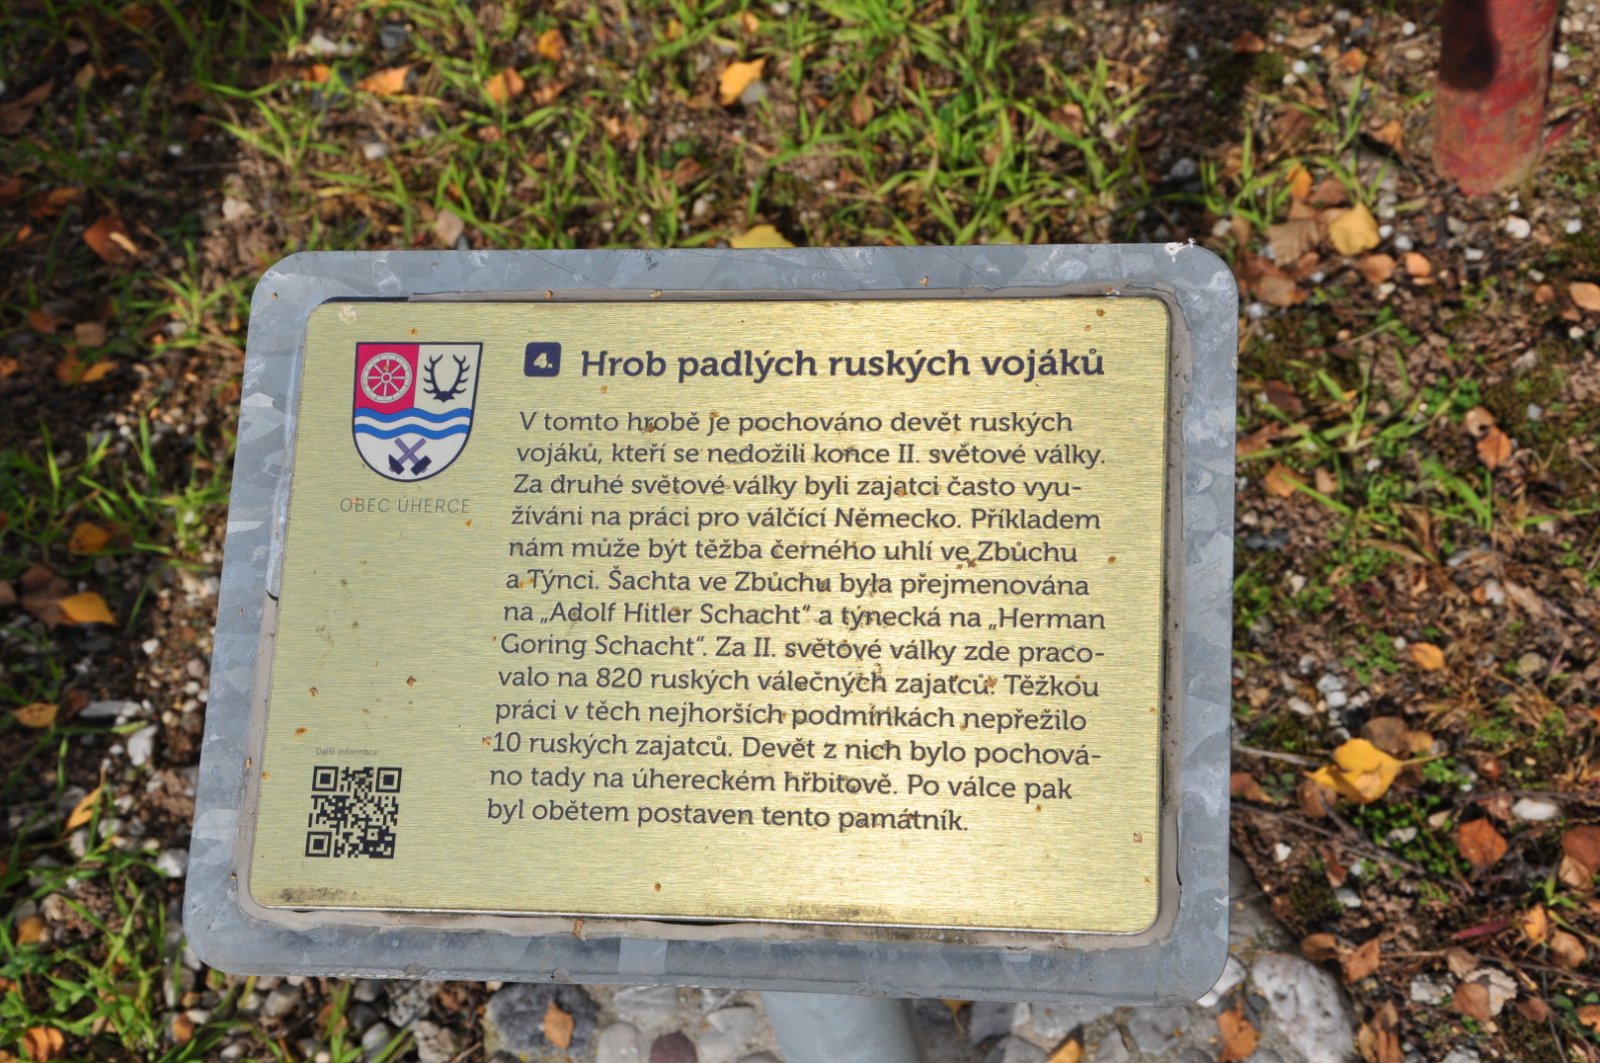 4. Hrob padlých ruských vojáků
V tomto hrobě je pochováno devět ruských
vojáků, kteří se nedožili konce II. světové války.
Za druhé světové války byli zajatci často vyu-
žíváni na práci pro válčící Německo. Příkladem
nám může být těžba černého uhlí ve Zbůchu
a Týnci. Šachta ve Zbůchu byla přejmenována
na „Adolf Hitler Schacht“ a týnecká na „Herman
Goring Schacht“. Za II. světové války zde praco-
valo na 820 ruských válečných zajatců. Těžkou
práci v těch nejhorších podmínkách nepřežilo
10 ruských zajatců. Devět z nich bylo pochová-
no tady na úhereckém hřbitově. Po válce pak
byl obětem postaven tento památník.
OBEC ÚHERCE
Další informace: